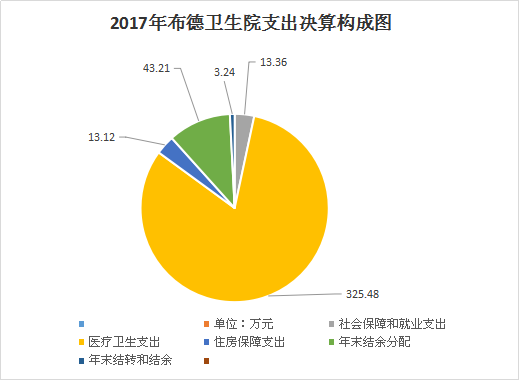 2017年布德卫生院支出决算构成图
3.24
13.36
43.21
13.12
325.48
单位：万元
社会保障和就业支出
医疗卫生支出
住房保障支出
年末结余分配
年末结转和结余